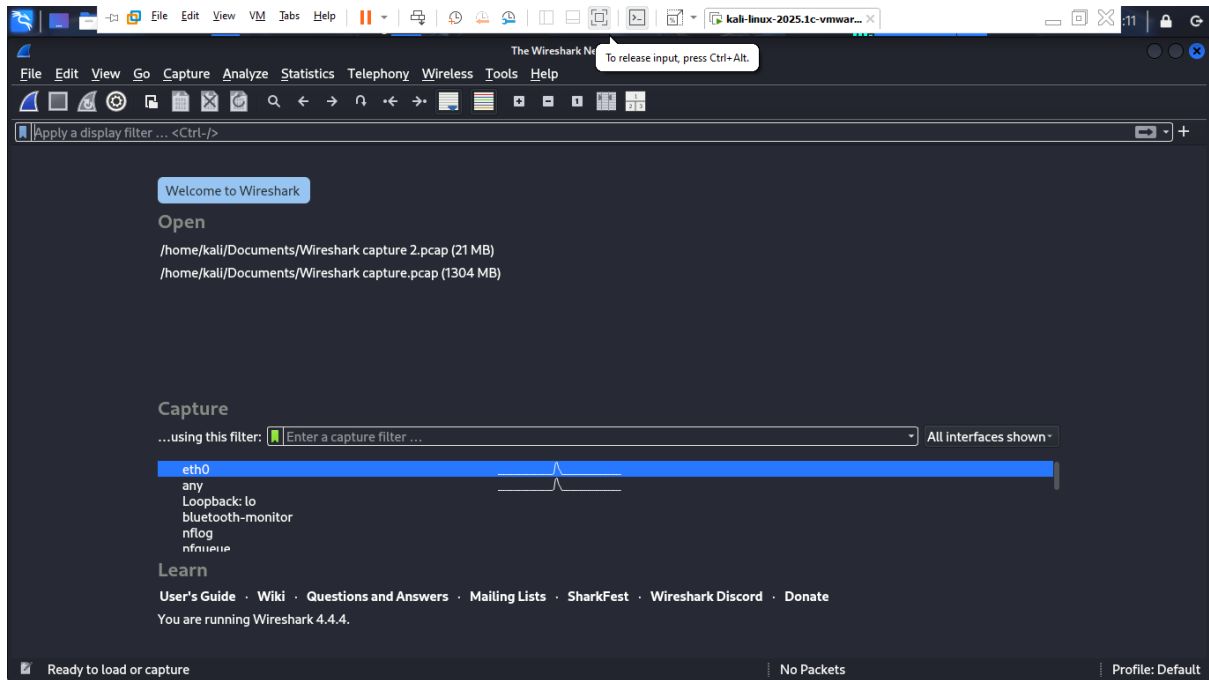 File Edit View VM Tabs Help kali-linux-2025.1c-vmwar... :11
The Wireshark Ne
To release input, press Ctrl+Alt.
File Edit View Go Capture Analyze Statistics Telephony Wireless Tools Help
Apply a display filter ... <Ctrl-/>
Welcome to Wireshark
Open
/home/kali/Documents/Wireshark capture 2.pcap (21 MB)
/home/kali/Documents/Wireshark capture.pcap (1304 MB)
Capture
...using this filter: Enter a capture filter ... All interfaces shown
eth0
any
Loopback: lo
bluetooth-monitor
nflog
nfqueue
Learn
User's Guide · Wiki · Questions and Answers · Mailing Lists · SharkFest · Wireshark Discord · Donate
You are running Wireshark 4.4.4.
Ready to load or capture No Packets Profile: Default